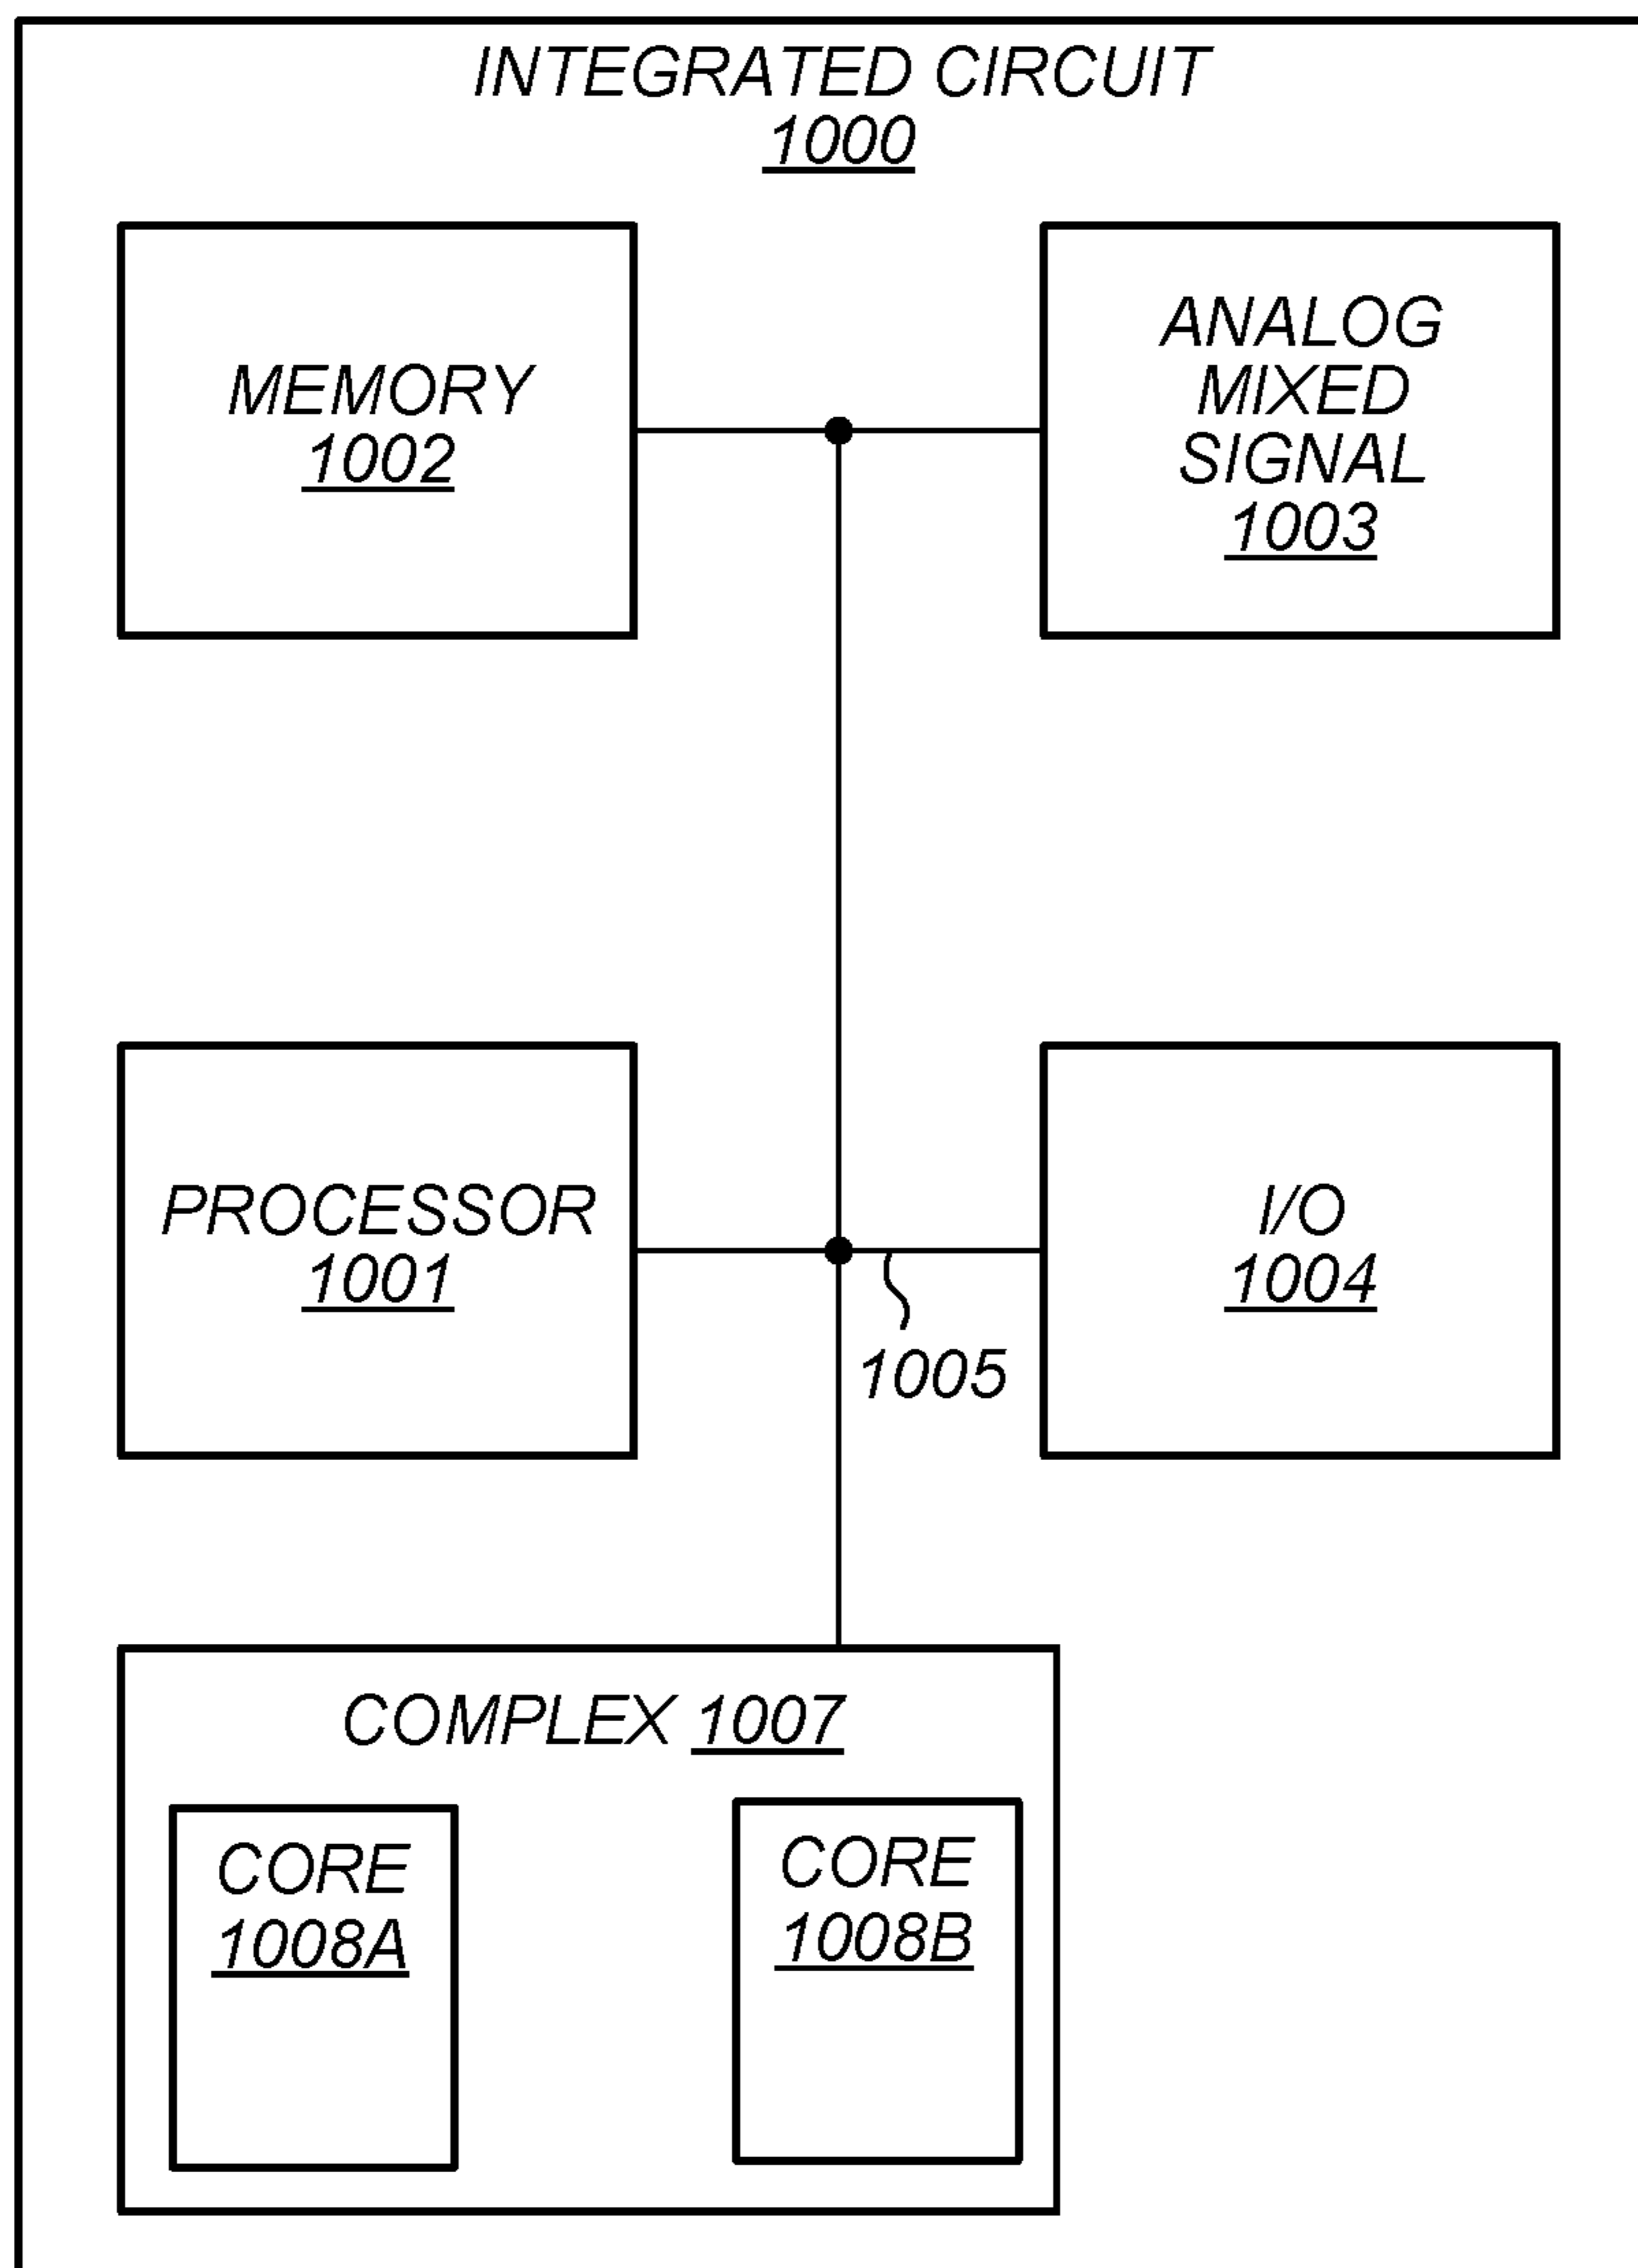 INTEGRATED CIRCUIT
1000
MEMORY
1002
ANALOG
MIXED
SIGNAL
1003
PROCESSOR
1001
I/O
1004
1005
COMPLEX 1007
CORE
1008A
CORE
1008B